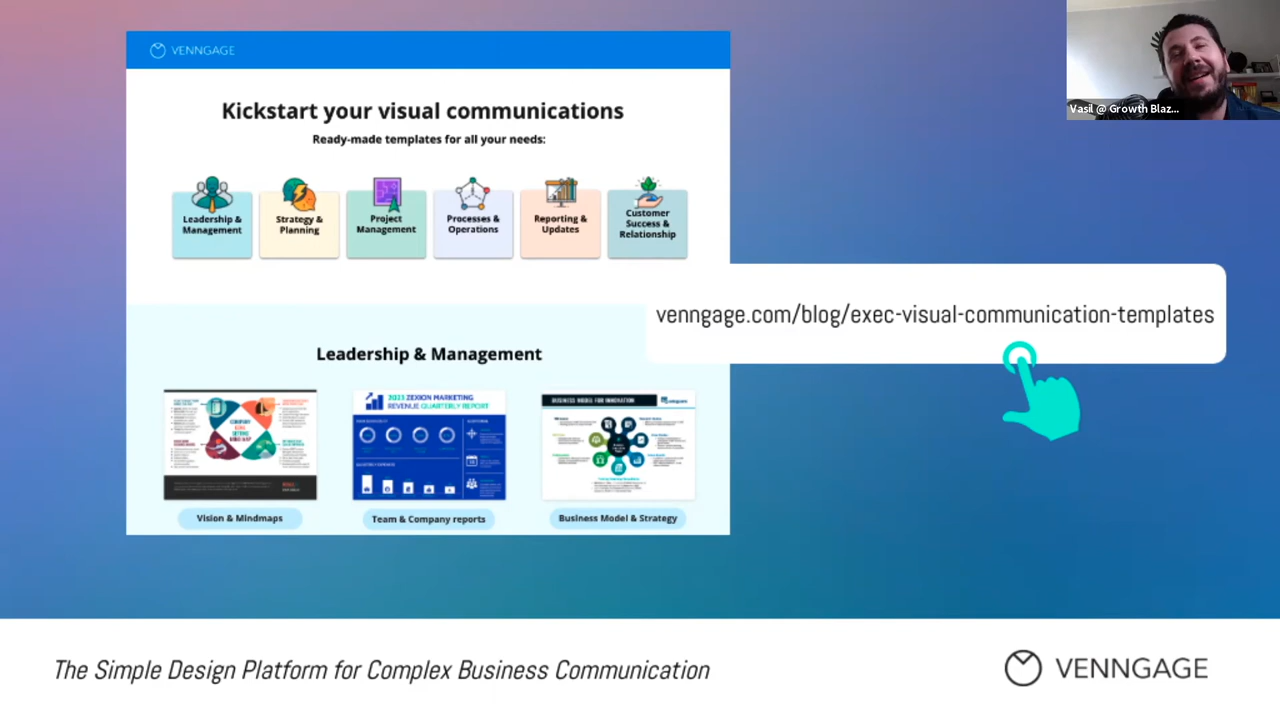 VENNGAGE
Kickstart your visual communications
Ready-made templates for all your needs:
Leadership &
Management
Strategy &
Planning
Project
Management
Processes &
Operations
Reporting &
Updates
Customer
Success &
Relationship
Vasil @ Growth Blaz...
venngage.com/blog/exec-visual-communication-templates
Leadership & Management
2023 ZEXION MARKETING
REVENUE QUARTERLY REPORT
BUSINESS MODEL FOR INNOVATION
Vision & Mindmaps
Team & Company reports
Business Model & Strategy
The Simple Design Platform for Complex Business Communication
VENNGAGE